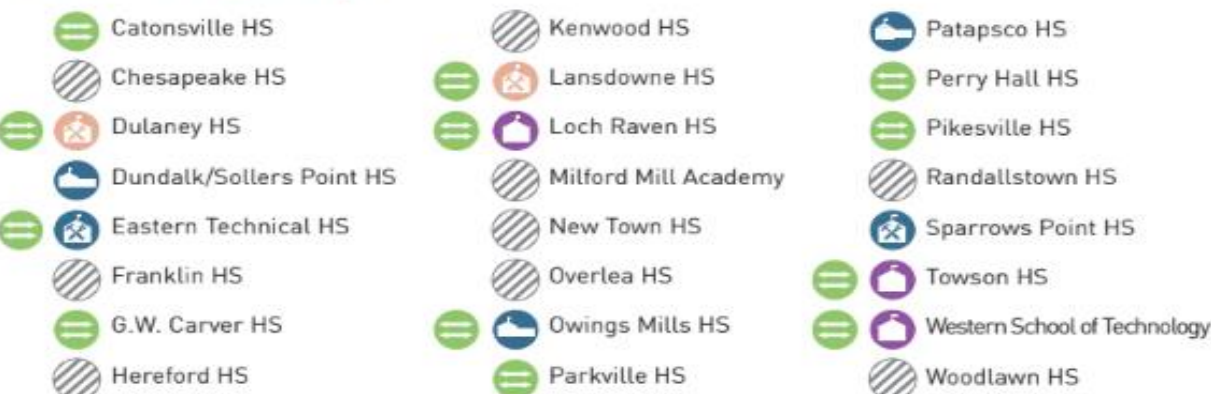 Catonsville HS
Chesapeake HS
Dulaney HS
Dundalk/Sollers Point HS
Eastern Technical HS
Franklin HS
G.W. Carver HS
Hereford HS
Kenwood HS
Lansdowne HS
Loch Raven HS
Milford Mill Academy
New Town HS
Overlea HS
Owings Mills HS
Parkville HS
Patapsco HS
Perry Hall HS
Pikesville HS
Randallstown HS
Sparrows Point HS
Towson HS
Western School of Technology
Woodlawn HS